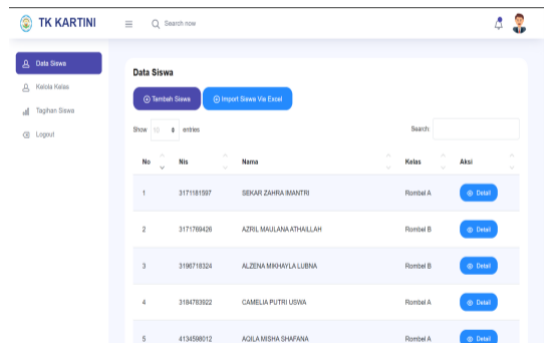 TK KARTINI
Search now
Data Siswa
Kelola Kelas
Tagihan Siswa
Logout
Data Siswa
Tambah Siswa
Import Siswa Via Excel
Show
entries
Search:
No Nis Nama Kelas Aksi
1 3171181587 SEKAR ZAHRA IMANTRI Rombel A Detail
2 3171789426 AZRIL MAULANA ATHAILLAH Rombel B Detail
3 3198718324 ALZENA MIKHAYLA LUBNA Rombel B Detail
4 3184783922 CAMELIA PUTRI USWA Rombel A Detail
5 4134598012 AQILA MISHA SHAFANA Rombel A Detail